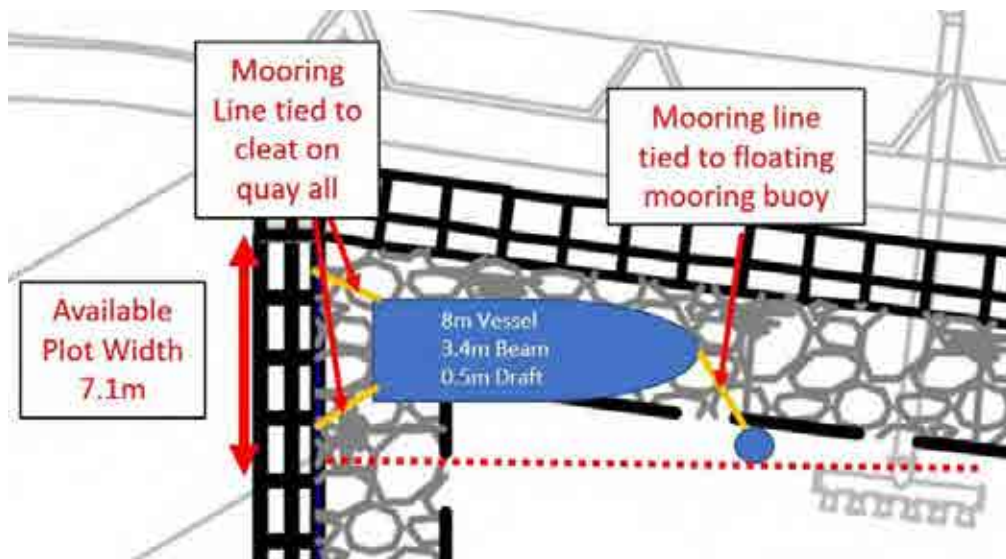 Mooring
Line tied to
cleat on
quay all
Mooring line
tied to floating
mooring buoy
Available
Plot Width
7.1m
8m Vessel
3.4m Beam
0.5m Draft